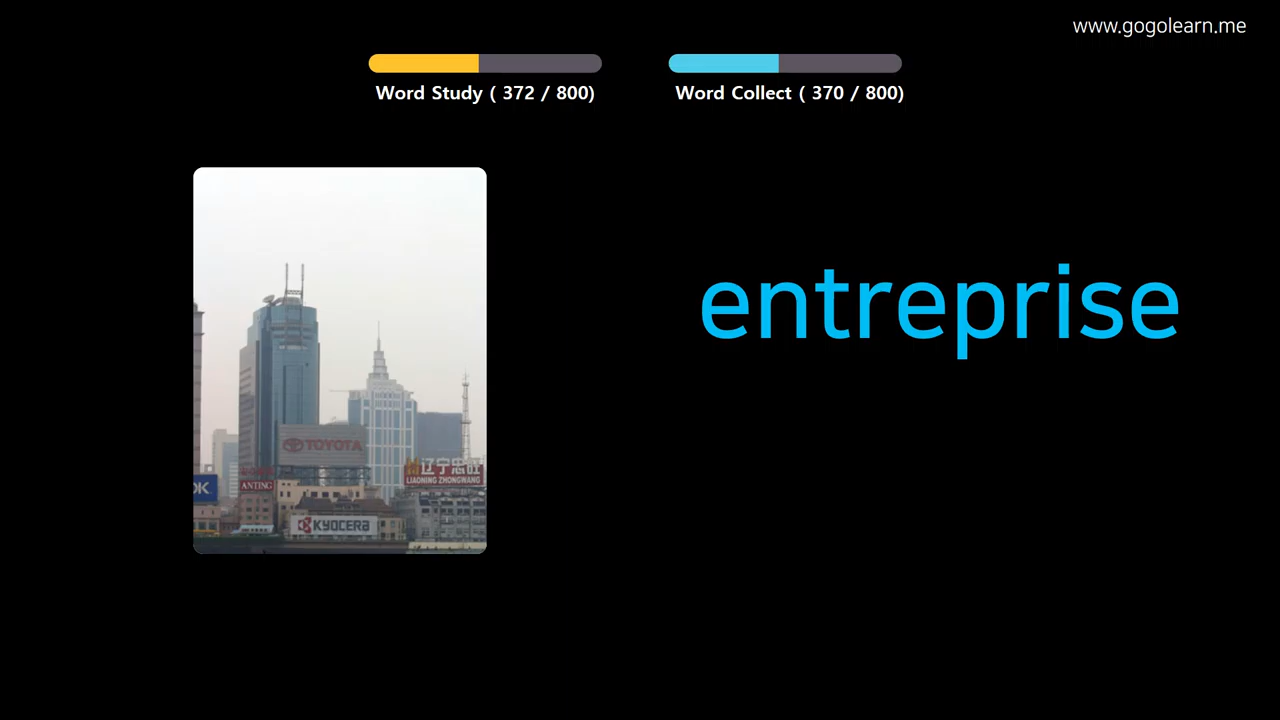 www.gogolearn.me
Word Study ( 372 / 800)
Word Collect ( 370 / 800)
entreprise
TOYOTA
辽宁忠旺
LIAONING ZHONGWANG
OK
ANTING
KYOCERA